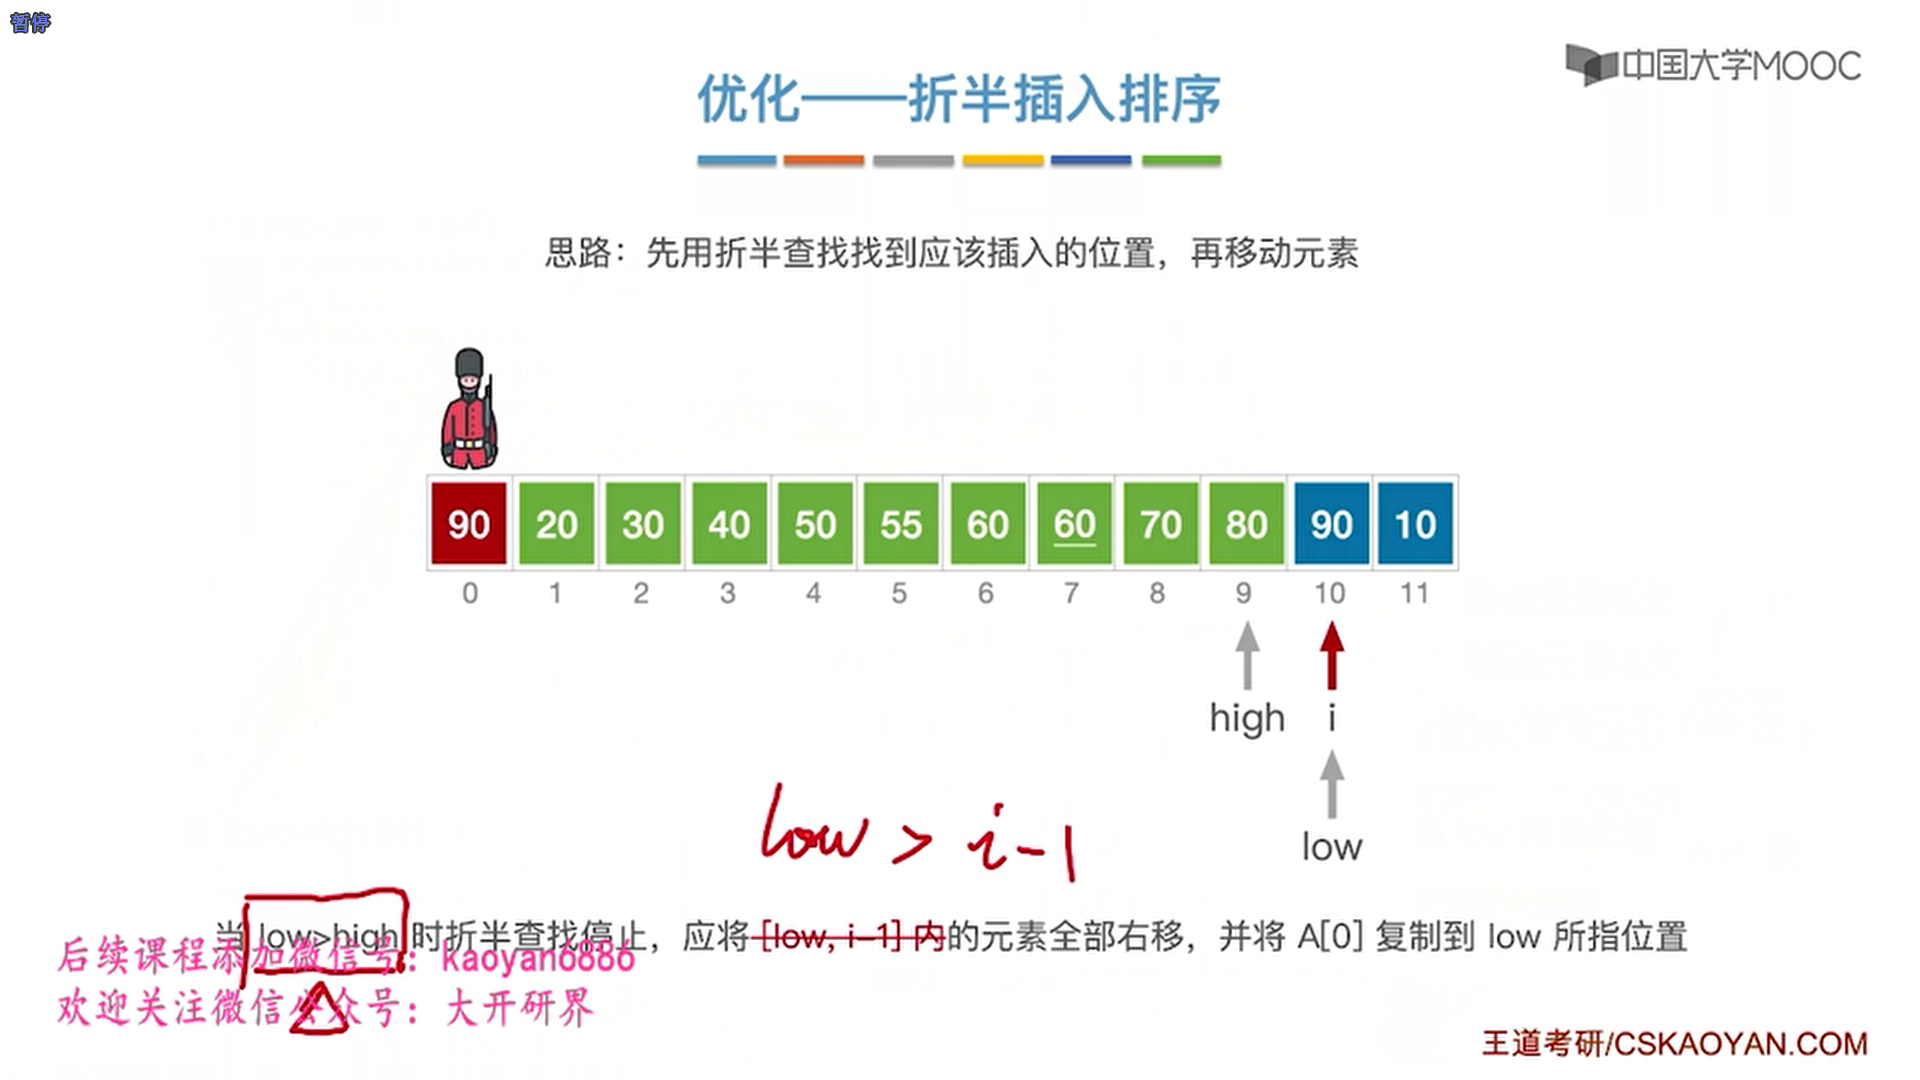 暂停
中国大学MOOC
优化——折半插入排序
思路：先用折半查找找到应该插入的位置，再移动元素
90 20 30 40 50 55 60 60 70 80 90 10
0 1 2 3 4 5 6 7 8 9 10 11
high i
low
low > i-1
当 low>high 时折半查找停止，应将 [low, i-1] 内的元素全部右移，并将 A[0] 复制到 low 所指位置
后续课程添加微信号：kaoyan6886
欢迎关注微信公众号：大开研界
王道考研/CSKAOYAN.COM